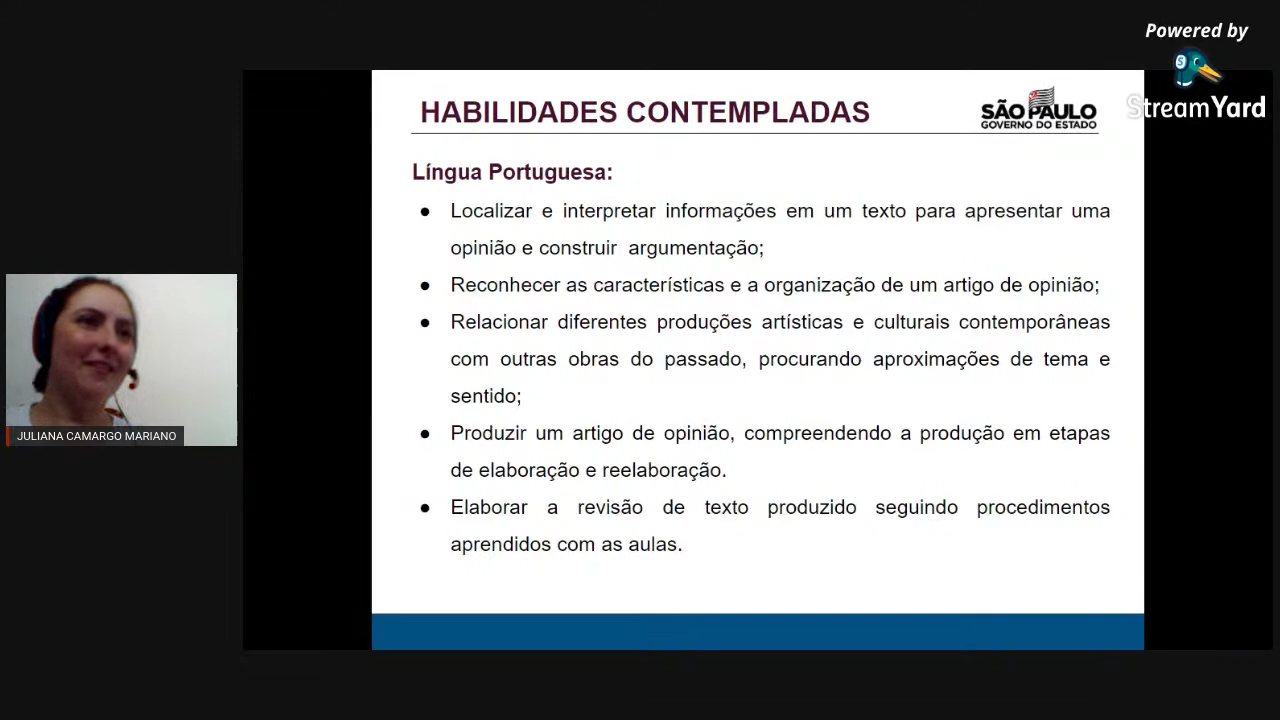 Powered by
StreamYard
HABILIDADES CONTEMPLADAS
SÃO PAULO
GOVERNO DO ESTADO
Língua Portuguesa:
● Localizar e interpretar informações em um texto para apresentar uma
opinião e construir argumentação;
● Reconhecer as características e a organização de um artigo de opinião;
● Relacionar diferentes produções artísticas e culturais contemporâneas
com outras obras do passado, procurando aproximações de tema e
sentido;
● Produzir um artigo de opinião, compreendendo a produção em etapas
de elaboração e reelaboração.
● Elaborar a revisão de texto produzido seguindo procedimentos
aprendidos com as aulas.
JULIANA CAMARGO MARIANO